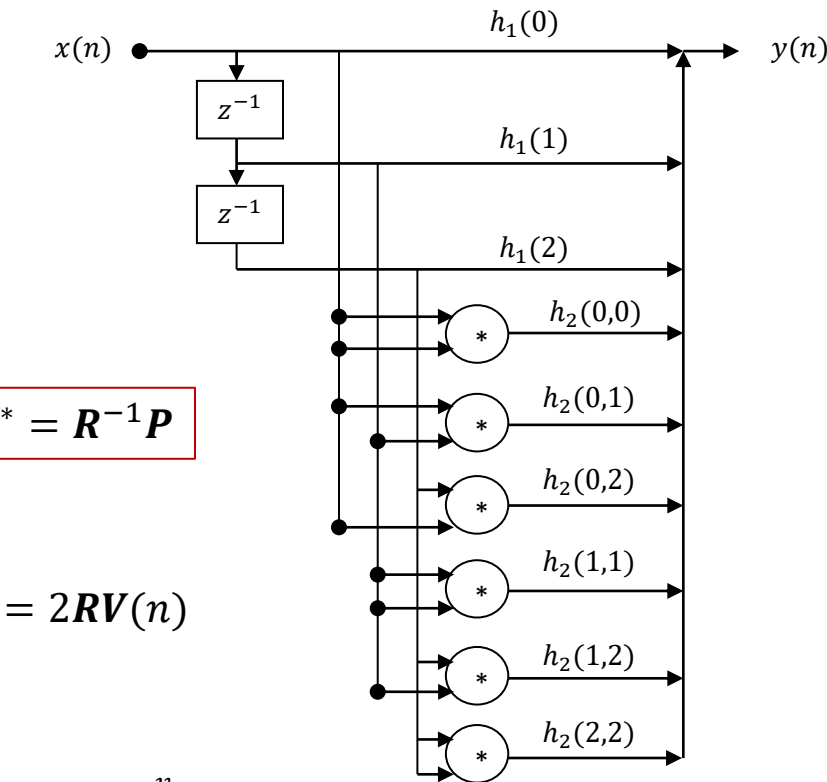 h₁(0)
x(n) y(n)
z⁻¹
h₁(1)
z⁻¹
h₁(2)
* h₂(0,0)
* = R⁻¹P
* h₂(0,1)
* h₂(0,2)
* h₂(1,1)
= 2RV(n)
* h₂(1,2)
* h₂(2,2)